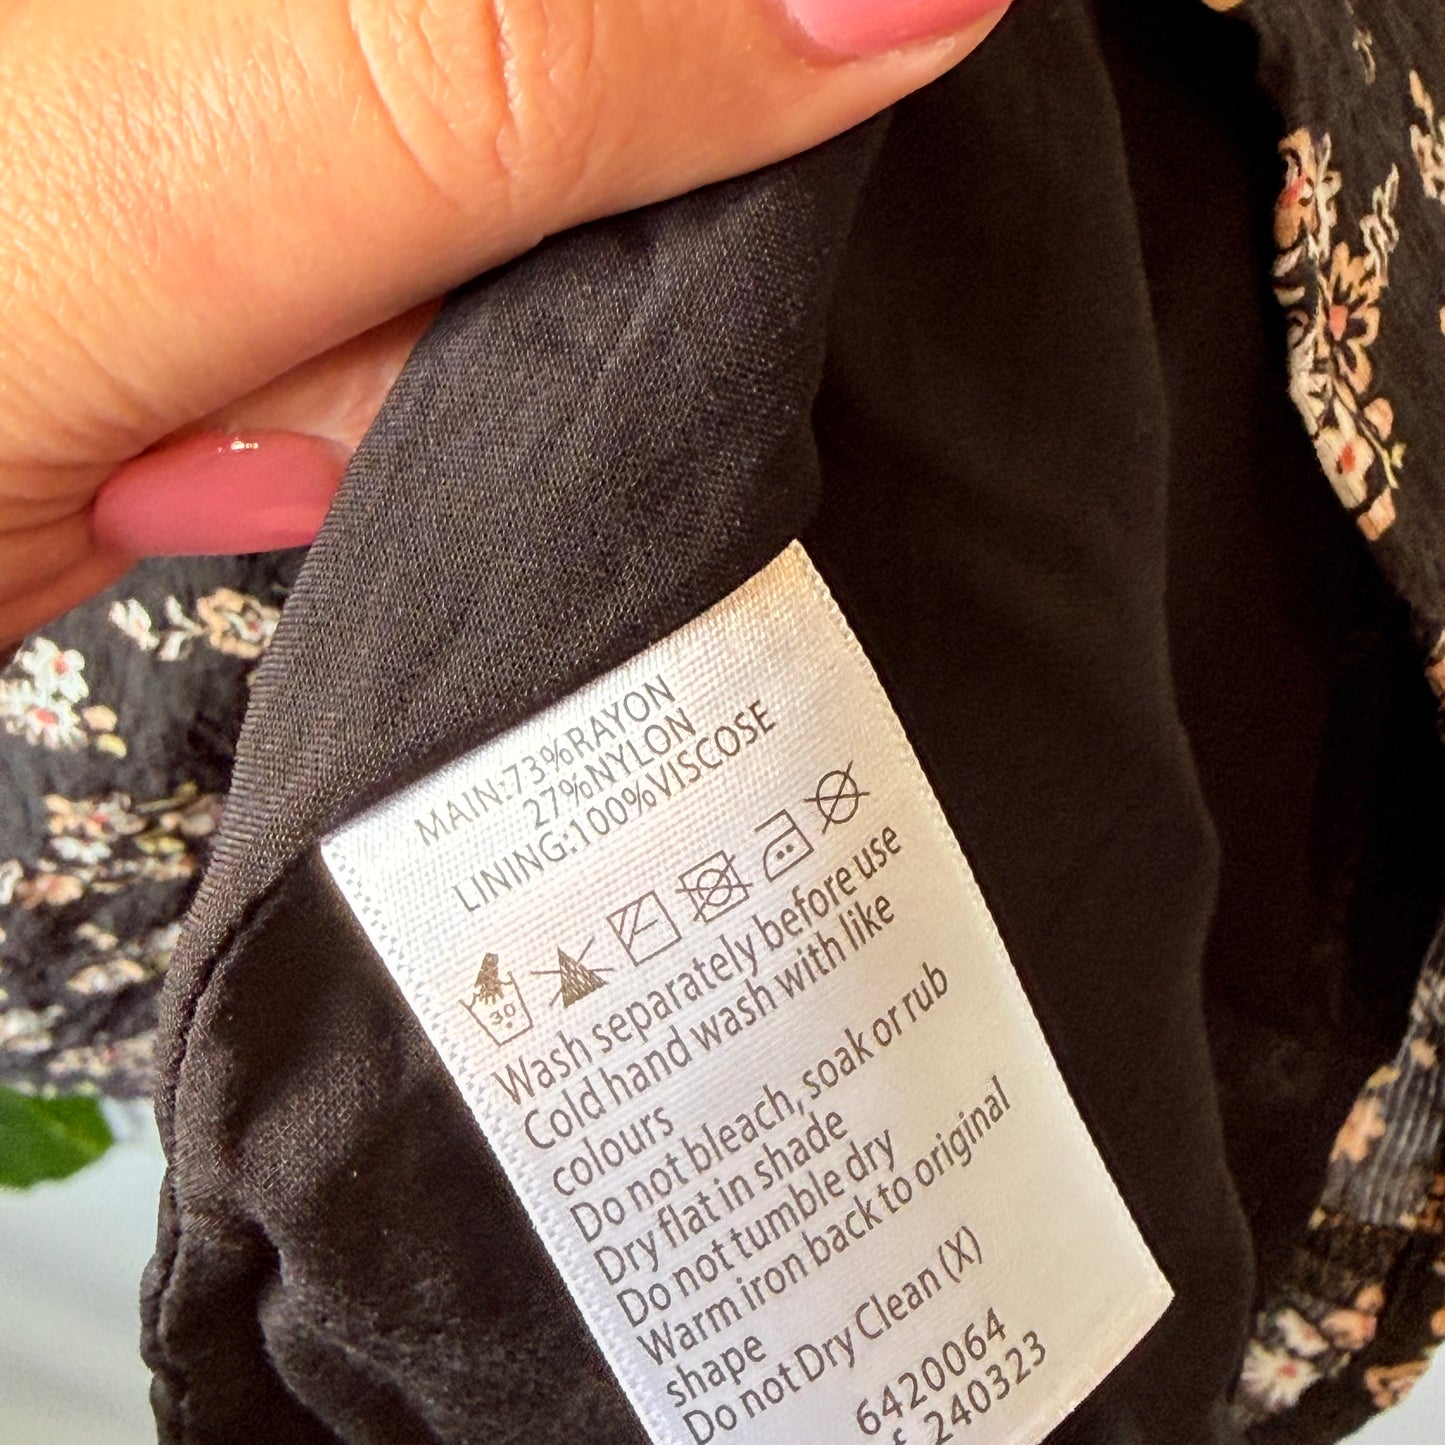 MAIN:73%RAYON
27%NYLON
LINING:100%VISCOSE
30
Wash separately before use
Cold hand wash with like
colours
Do not bleach, soak or rub
Dry flat in shade
Do not tumble dry
Warm iron back to original
shape
Do not Dry Clean (X)
6420064
240323